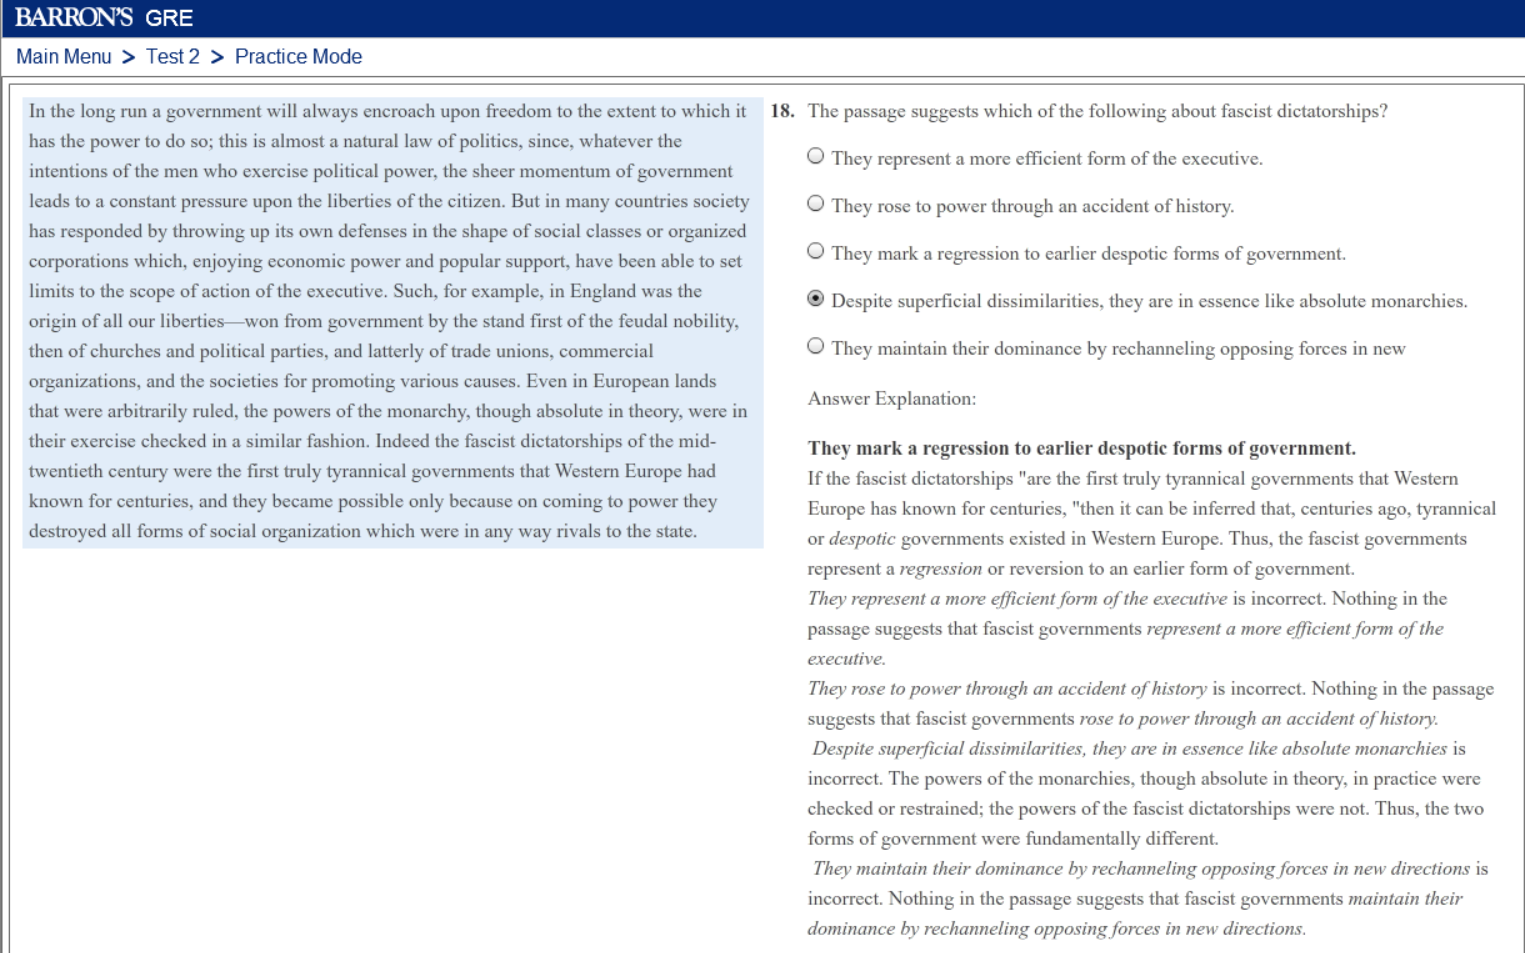 BARRON'S GRE
Main Menu > Test 2 > Practice Mode
In the long run a government will always encroach upon freedom to the extent to which it
has the power to do so; this is almost a natural law of politics, since, whatever the
intentions of the men who exercise political power, the sheer momentum of government
leads to a constant pressure upon the liberties of the citizen. But in many countries society
has responded by throwing up its own defenses in the shape of social classes or organized
corporations which, enjoying economic power and popular support, have been able to set
limits to the scope of action of the executive. Such, for example, in England was the
origin of all our liberties—won from government by the stand first of the feudal nobility,
then of churches and political parties, and latterly of trade unions, commercial
organizations, and the societies for promoting various causes. Even in European lands
that were arbitrarily ruled, the powers of the monarchy, though absolute in theory, were in
their exercise checked in a similar fashion. Indeed the fascist dictatorships of the mid-
twentieth century were the first truly tyrannical governments that Western Europe had
known for centuries, and they became possible only because on coming to power they
destroyed all forms of social organization which were in any way rivals to the state.
18. The passage suggests which of the following about fascist dictatorships?
They represent a more efficient form of the executive.
They rose to power through an accident of history.
They mark a regression to earlier despotic forms of government.
Despite superficial dissimilarities, they are in essence like absolute monarchies.
They maintain their dominance by rechanneling opposing forces in new
Answer Explanation:
They mark a regression to earlier despotic forms of government.
If the fascist dictatorships "are the first truly tyrannical governments that Western
Europe has known for centuries, "then it can be inferred that, centuries ago, tyrannical
or despotic governments existed in Western Europe. Thus, the fascist governments
represent a regression or reversion to an earlier form of government.
They represent a more efficient form of the executive is incorrect. Nothing in the
passage suggests that fascist governments represent a more efficient form of the
executive.
They rose to power through an accident of history is incorrect. Nothing in the passage
suggests that fascist governments rose to power through an accident of history.
Despite superficial dissimilarities, they are in essence like absolute monarchies is
incorrect. The powers of the monarchies, though absolute in theory, in practice were
checked or restrained; the powers of the fascist dictatorships were not. Thus, the two
forms of government were fundamentally different.
They maintain their dominance by rechanneling opposing forces in new directions is
incorrect. Nothing in the passage suggests that fascist governments maintain their
dominance by rechanneling opposing forces in new directions.